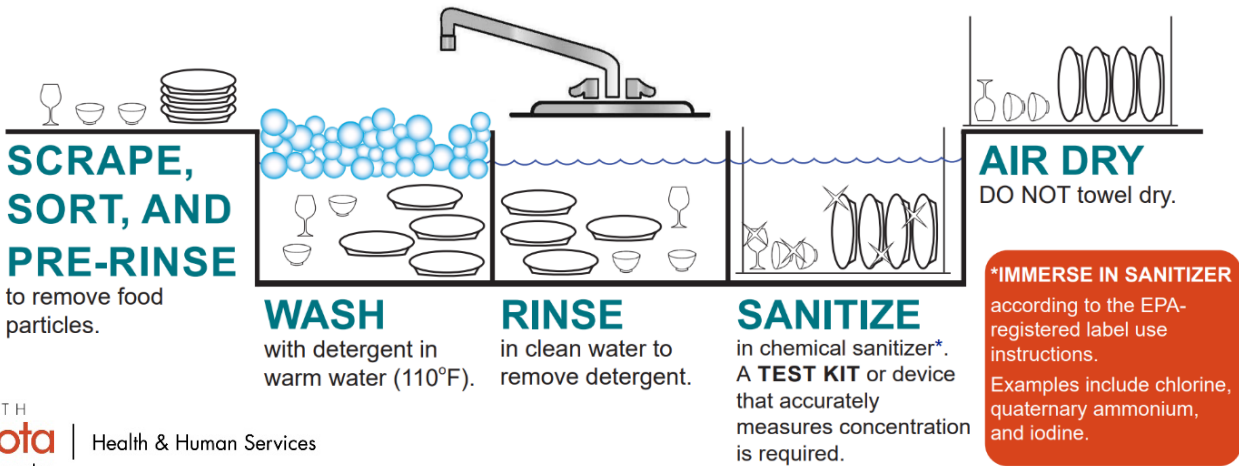 SCRAPE,
SORT, AND
PRE-RINSE
to remove food
particles.
WASH
with detergent in
warm water (110°F).
RINSE
in clean water to
remove detergent.
SANITIZE
in chemical sanitizer*.
A TEST KIT or device
that accurately
measures concentration
is required.
AIR DRY
DO NOT towel dry.
*IMMERSE IN SANITIZER
according to the EPA-
registered label use
instructions.
Examples include chlorine,
quaternary ammonium,
and iodine.
TH
ota | Health & Human Services